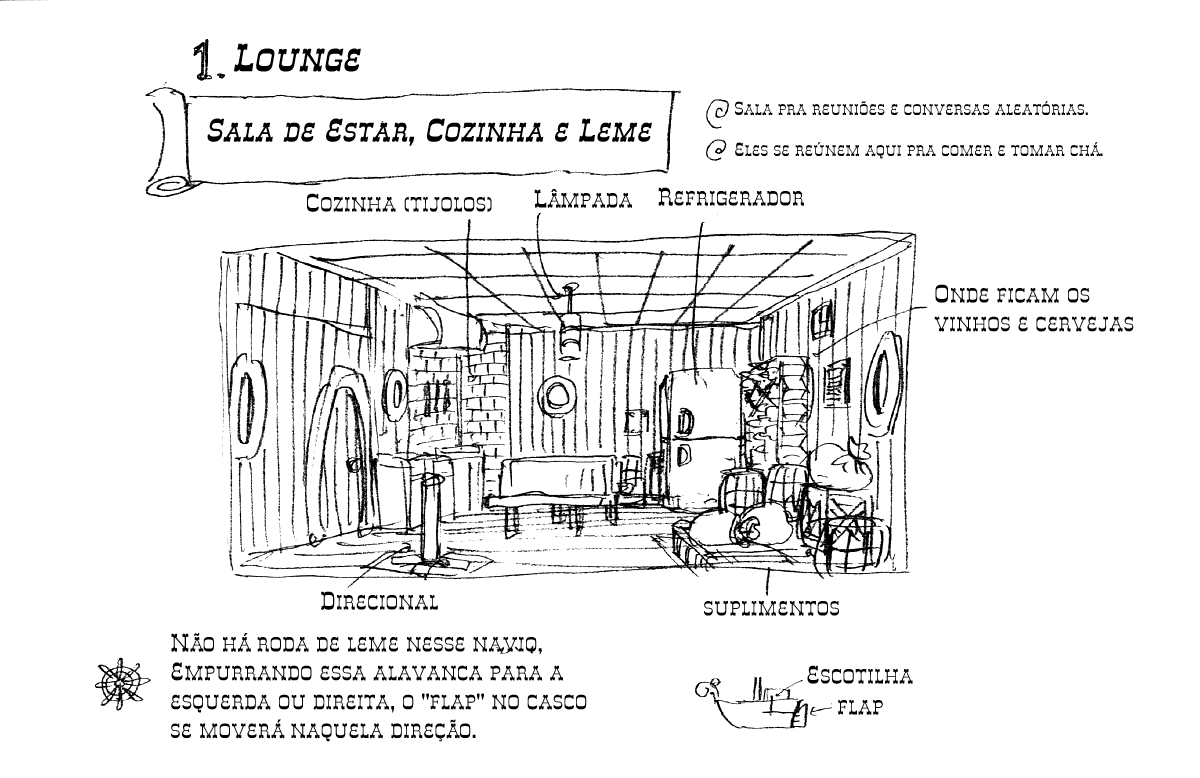 1. Lounge
Sala de Estar, Cozinha e Leme
Sala pra reuniões e conversas aleatórias.
Eles se reúnem aqui pra comer e tomar chá.
Cozinha (tijolos)
Lâmpada
Refrigerador
Onde ficam os
vinhos e cervejas
Direcional
suplimentos
Não há roda de leme nesse navio,
Empurrando essa alavanca para a
esquerda ou direita, o "flap" no casco
se moverá naquela direção.
Escotilha
flap